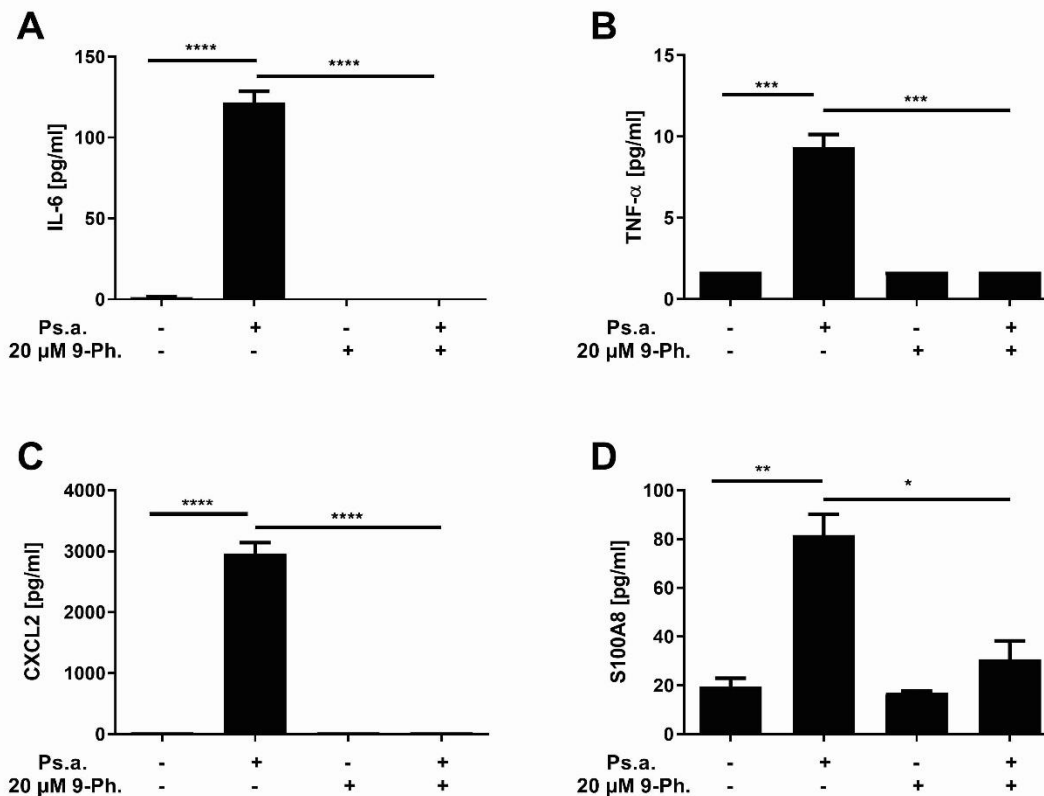 A
****
****
150
100
50
0
IL-6 [pg/ml]
Ps.a. - + - +
20 µM 9-Ph. - - + +
B
***
***
15
10
5
0
TNF-α [pg/ml]
Ps.a. - + - +
20 µM 9-Ph. - - + +
C
****
****
4000
3000
2000
1000
0
CXCL2 [pg/ml]
Ps.a. - + - +
20 µM 9-Ph. - - + +
D
**
*
100
80
60
40
20
0
S100A8 [pg/ml]
Ps.a. - + - +
20 µM 9-Ph. - - + +